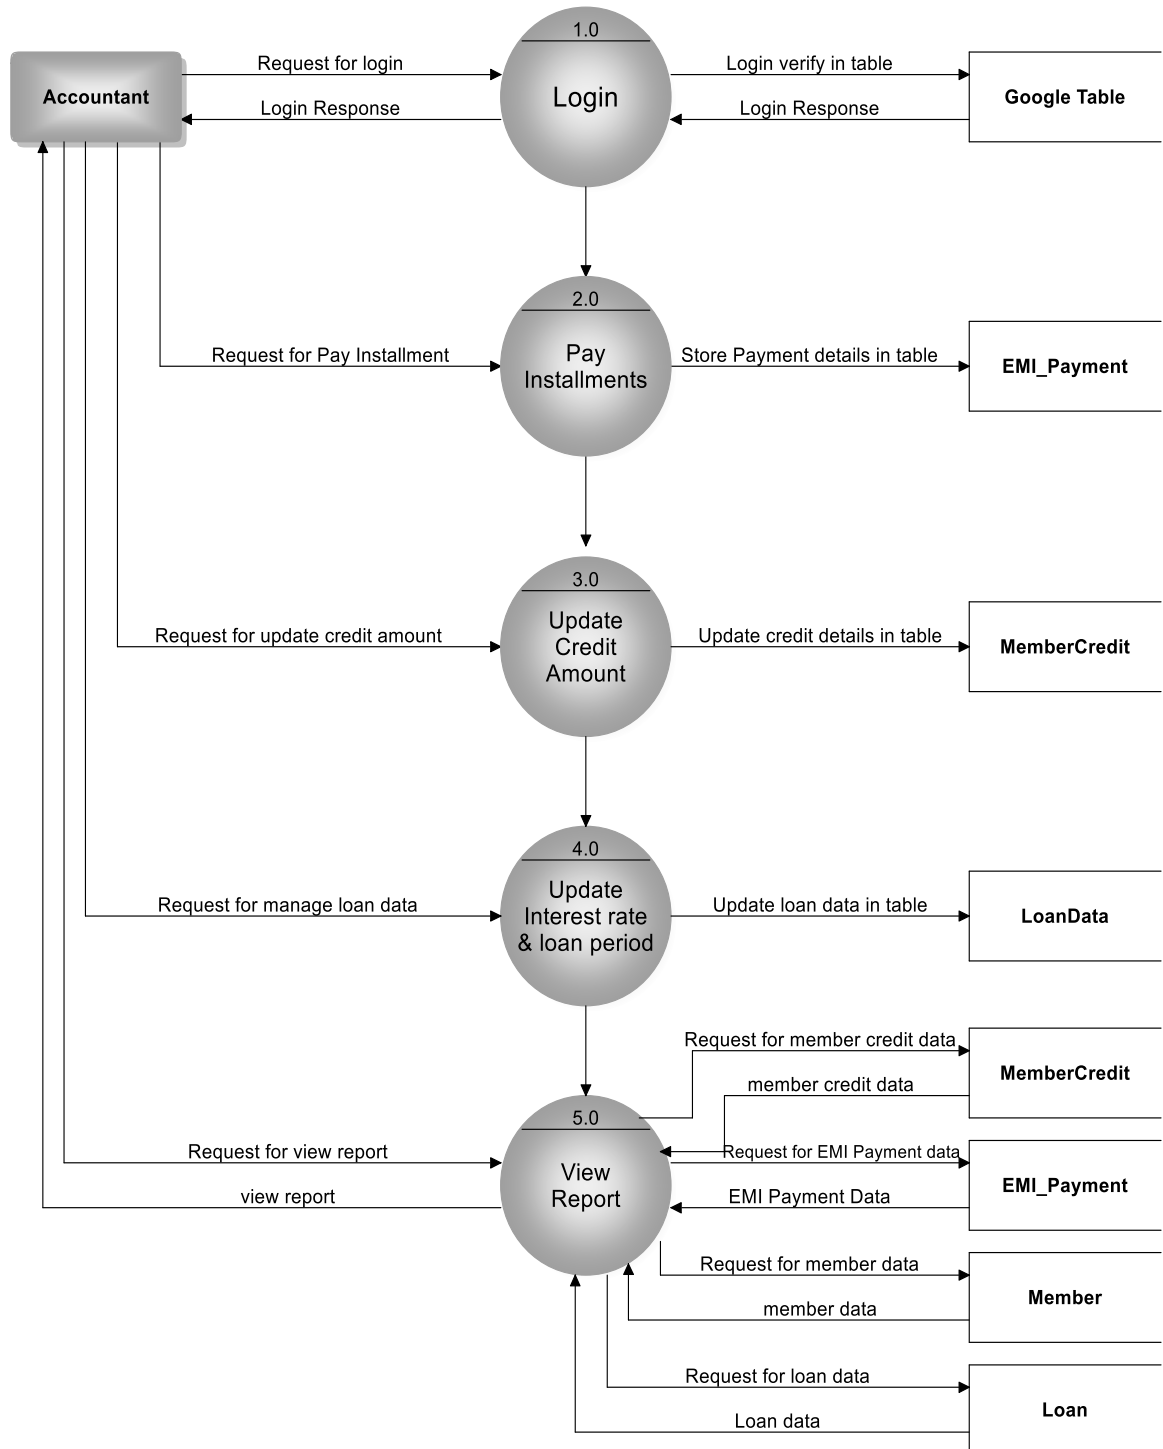 1.0
Request for login
Login verify in table
Accountant
Login
Google Table
Login Response
Login Response
2.0
Request for Pay Installment
Pay
Installments
Store Payment details in table
EMI_Payment
3.0
Request for update credit amount
Update
Credit
Amount
Update credit details in table
MemberCredit
4.0
Request for manage loan data
Update
Interest rate
& loan period
Update loan data in table
LoanData
Request for member credit data
MemberCredit
member credit data
5.0
Request for view report
View
Report
view report
Request for EMI Payment data
EMI_Payment
EMI Payment Data
Request for member data
Member
member data
Request for loan data
Loan
Loan data